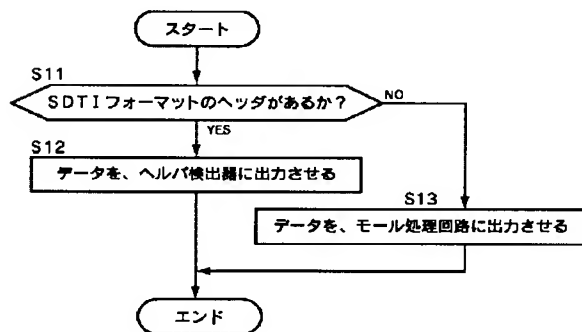 スタート
S11
SDTIフォーマットのヘッダがあるか？
NO
YES
S12
データを、ヘルパ検出器に出力させる
S13
データを、モール処理回路に出力させる
エンド